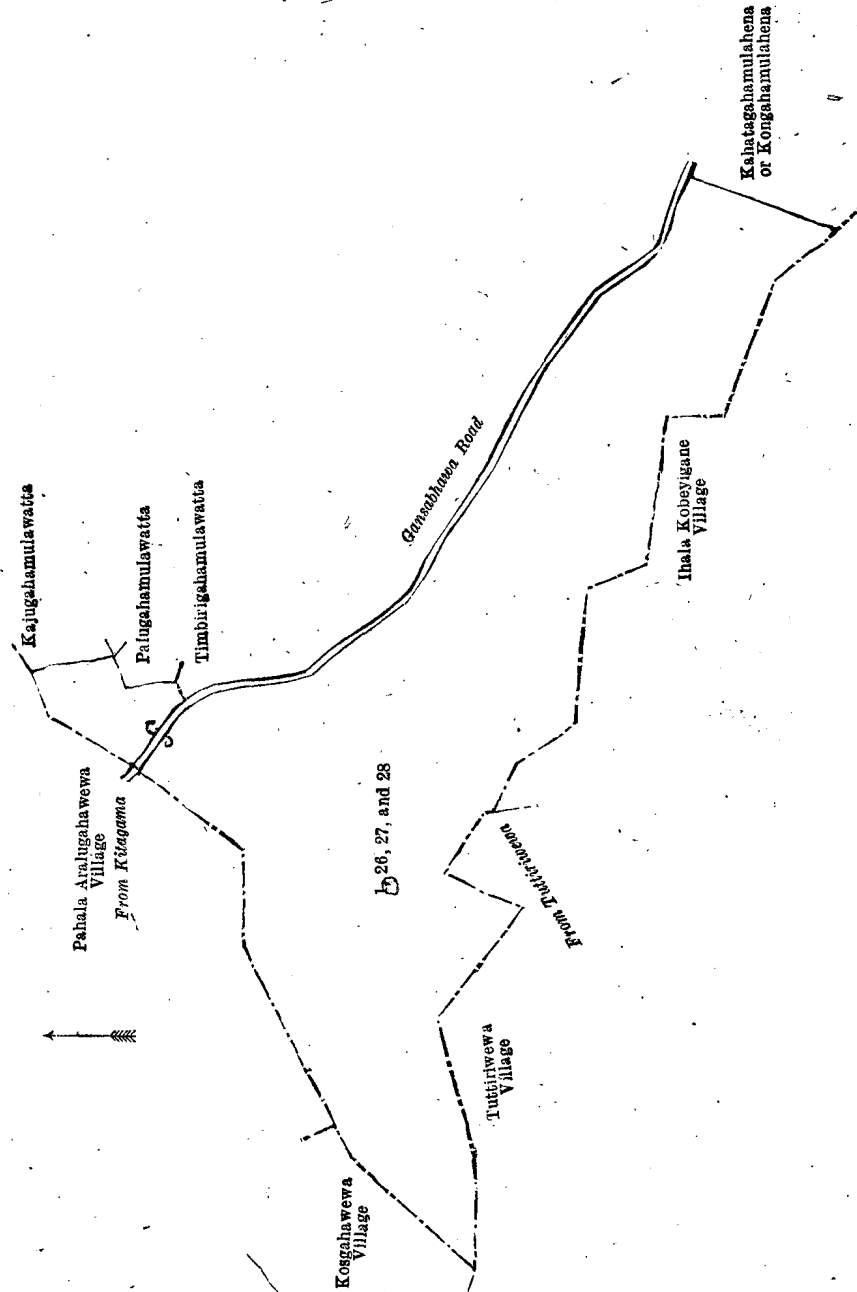 Kajugahamulawatta
Palugahamulawatta
Timbirigahamulawatta
Pahala Aralugahawewa
Village
From Kitagama
Gansabhawa Road
Kahatagahamulahena
or Kongahamulahena
26, 27, and 28
Kosgahawewa
Village
Tuttiriwewa
Village
From Tuttiriwewa
Ihala Kobeyigane
Village